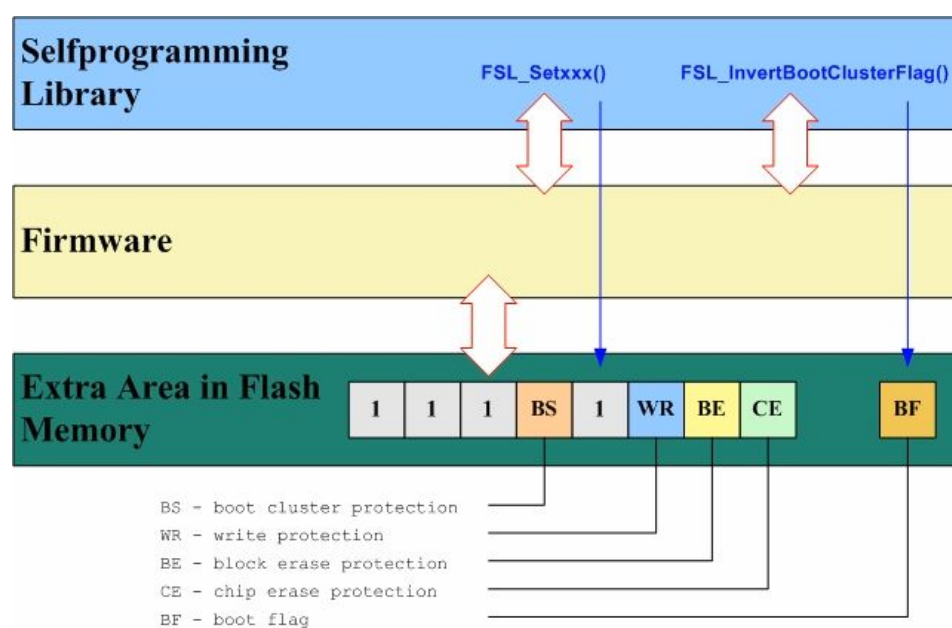 Selfprogramming
Library
FSL_Setxxx()
FSL_InvertBootClusterFlag()
Firmware
Extra Area in Flash
Memory
1 1 1 BS 1 WR BE CE BF
BS - boot cluster protection
WR - write protection
BE - block erase protection
CE - chip erase protection
BF - boot flag